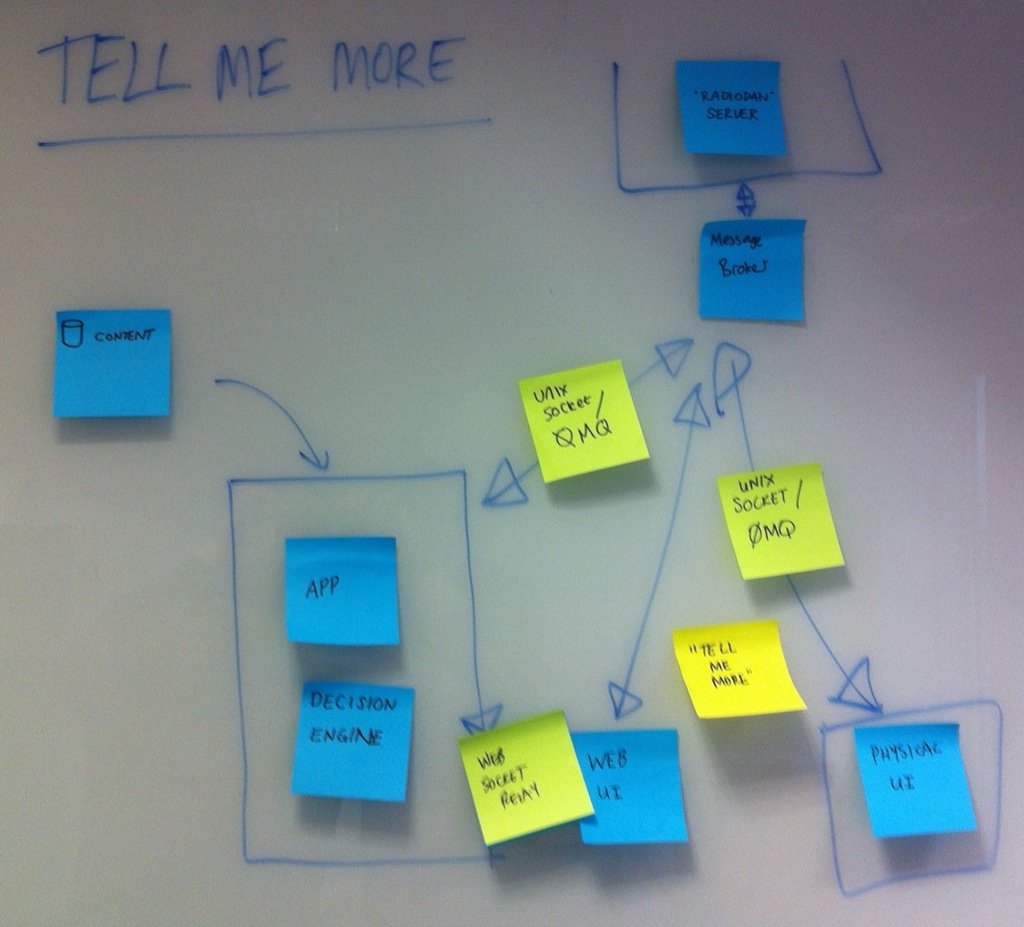 TELL ME MORE
"RADIODAN"
SERVER
Message
Broker
CONTENT
UNIX
Socket/
ØMQ
UNIX
SOCKET/
ØMQ
APP
"TELL
ME
MORE"
DECISION
ENGINE
WEB
SOCKET
RELAY
WEB
UI
PHYSICAL
UI